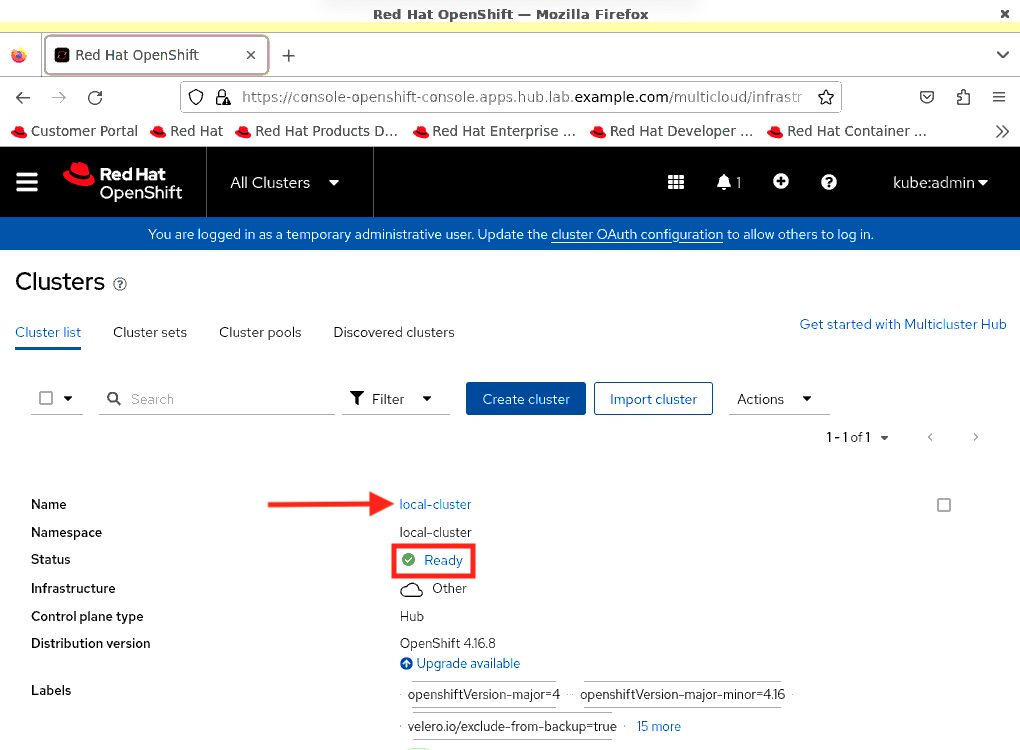 Red Hat OpenShift — Mozilla Firefox
Red Hat OpenShift
https://console-openshift-console.apps.hub.lab.example.com/multicloud/infrastr
Customer Portal Red Hat Red Hat Products D... Red Hat Enterprise ... Red Hat Developer ... Red Hat Container ...
Red Hat
OpenShift
All Clusters
1
kube:admin
You are logged in as a temporary administrative user. Update the cluster OAuth configuration to allow others to log in.
Clusters
Cluster list Cluster sets Cluster pools Discovered clusters
Get started with Multicluster Hub
Search Filter Create cluster Import cluster Actions
1 - 1 of 1
Name local-cluster
Namespace local-cluster
Status Ready
Infrastructure Other
Control plane type Hub
Distribution version OpenShift 4.16.8
Upgrade available
Labels openshiftVersion-major=4 openshiftVersion-major-minor=4.16
velero.io/exclude-from-backup=true 15 more